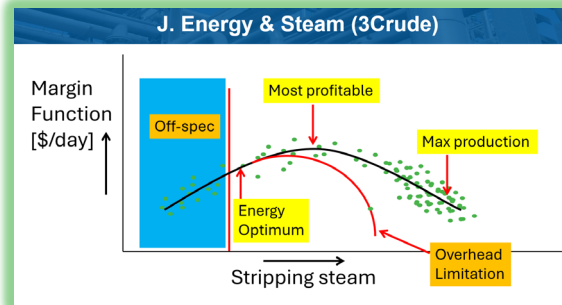 J. Energy & Steam (3Crude)
Margin
Function
[$/day]
Off-spec
Most profitable
Max production
Energy
Optimum
Overhead
Limitation
Stripping steam